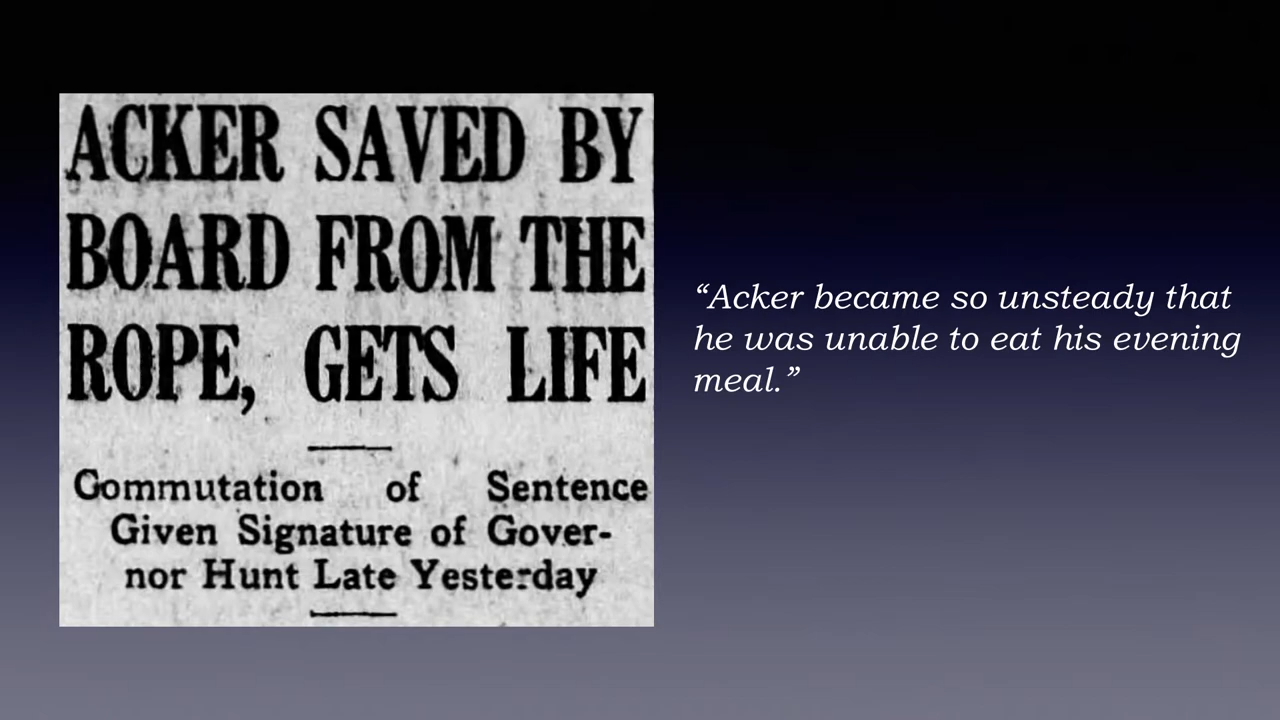 ACKER SAVED BY
BOARD FROM THE
ROPE, GETS LIFE
Commutation of Sentence
Given Signature of Gover-
nor Hunt Late Yesterday
“Acker became so unsteady that
he was unable to eat his evening
meal.”